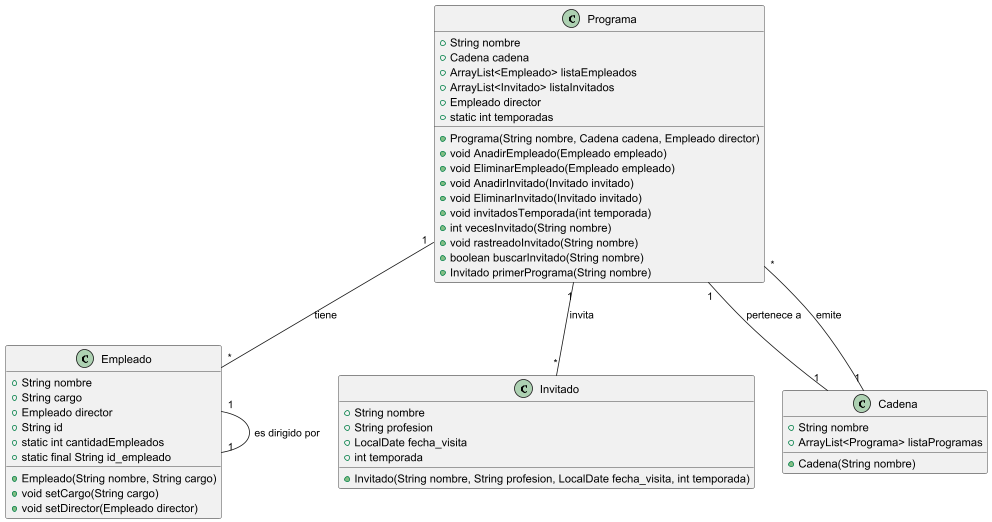 C Programa
String nombre
Cadena cadena
ArrayList<Empleado> listaEmpleados
ArrayList<Invitado> listaInvitados
Empleado director
static int temporadas
Programa(String nombre, Cadena cadena, Empleado director)
void AnadirEmpleado(Empleado empleado)
void EliminarEmpleado(Empleado empleado)
void AnadirInvitado(Invitado invitado)
void EliminarInvitado(Invitado invitado)
void invitadosTemporada(int temporada)
int vecesInvitado(String nombre)
void rastreadoInvitado(String nombre)
boolean buscarInvitado(String nombre)
Invitado primerPrograma(String nombre)
1
tiene
*
1
invita
*
1
pertenece a
1
*
emite
1
C Empleado
String nombre
String cargo
Empleado director
String id
static int cantidadEmpleados
static final String id_empleado
Empleado(String nombre, String cargo)
void setCargo(String cargo)
void setDirector(Empleado director)
1
es dirigido por
1
C Invitado
String nombre
String profesion
LocalDate fecha_visita
int temporada
Invitado(String nombre, String profesion, LocalDate fecha_visita, int temporada)
C Cadena
String nombre
ArrayList<Programa> listaProgramas
Cadena(String nombre)